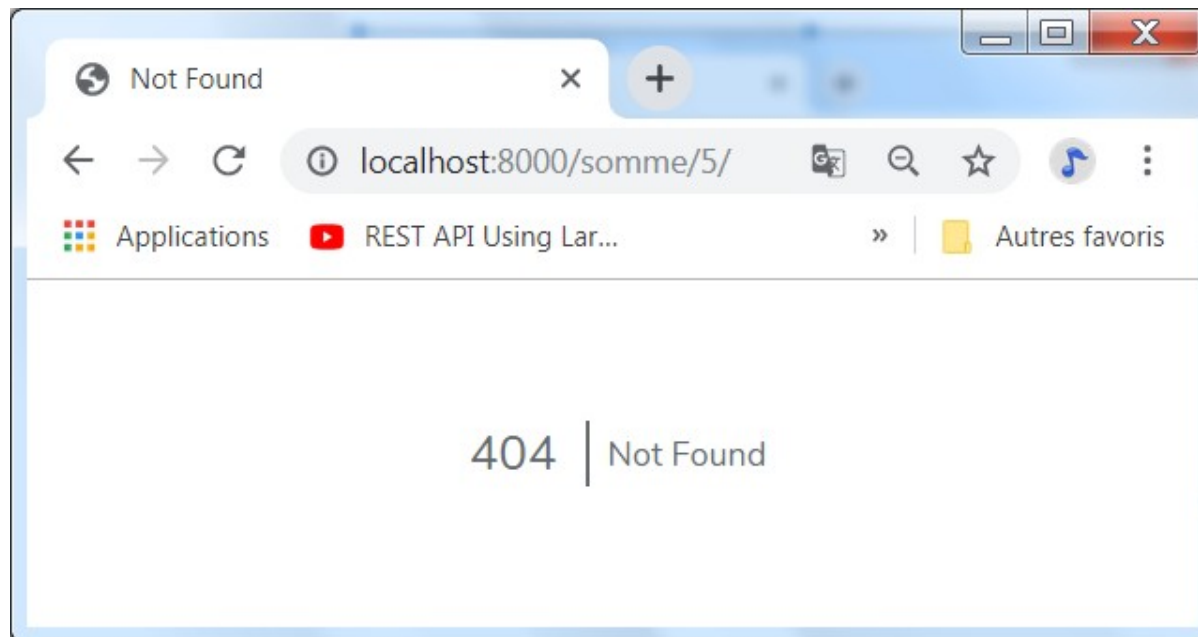 Not Found
localhost:8000/somme/5/
Applications REST API Using Lar... » Autres favoris
404 Not Found